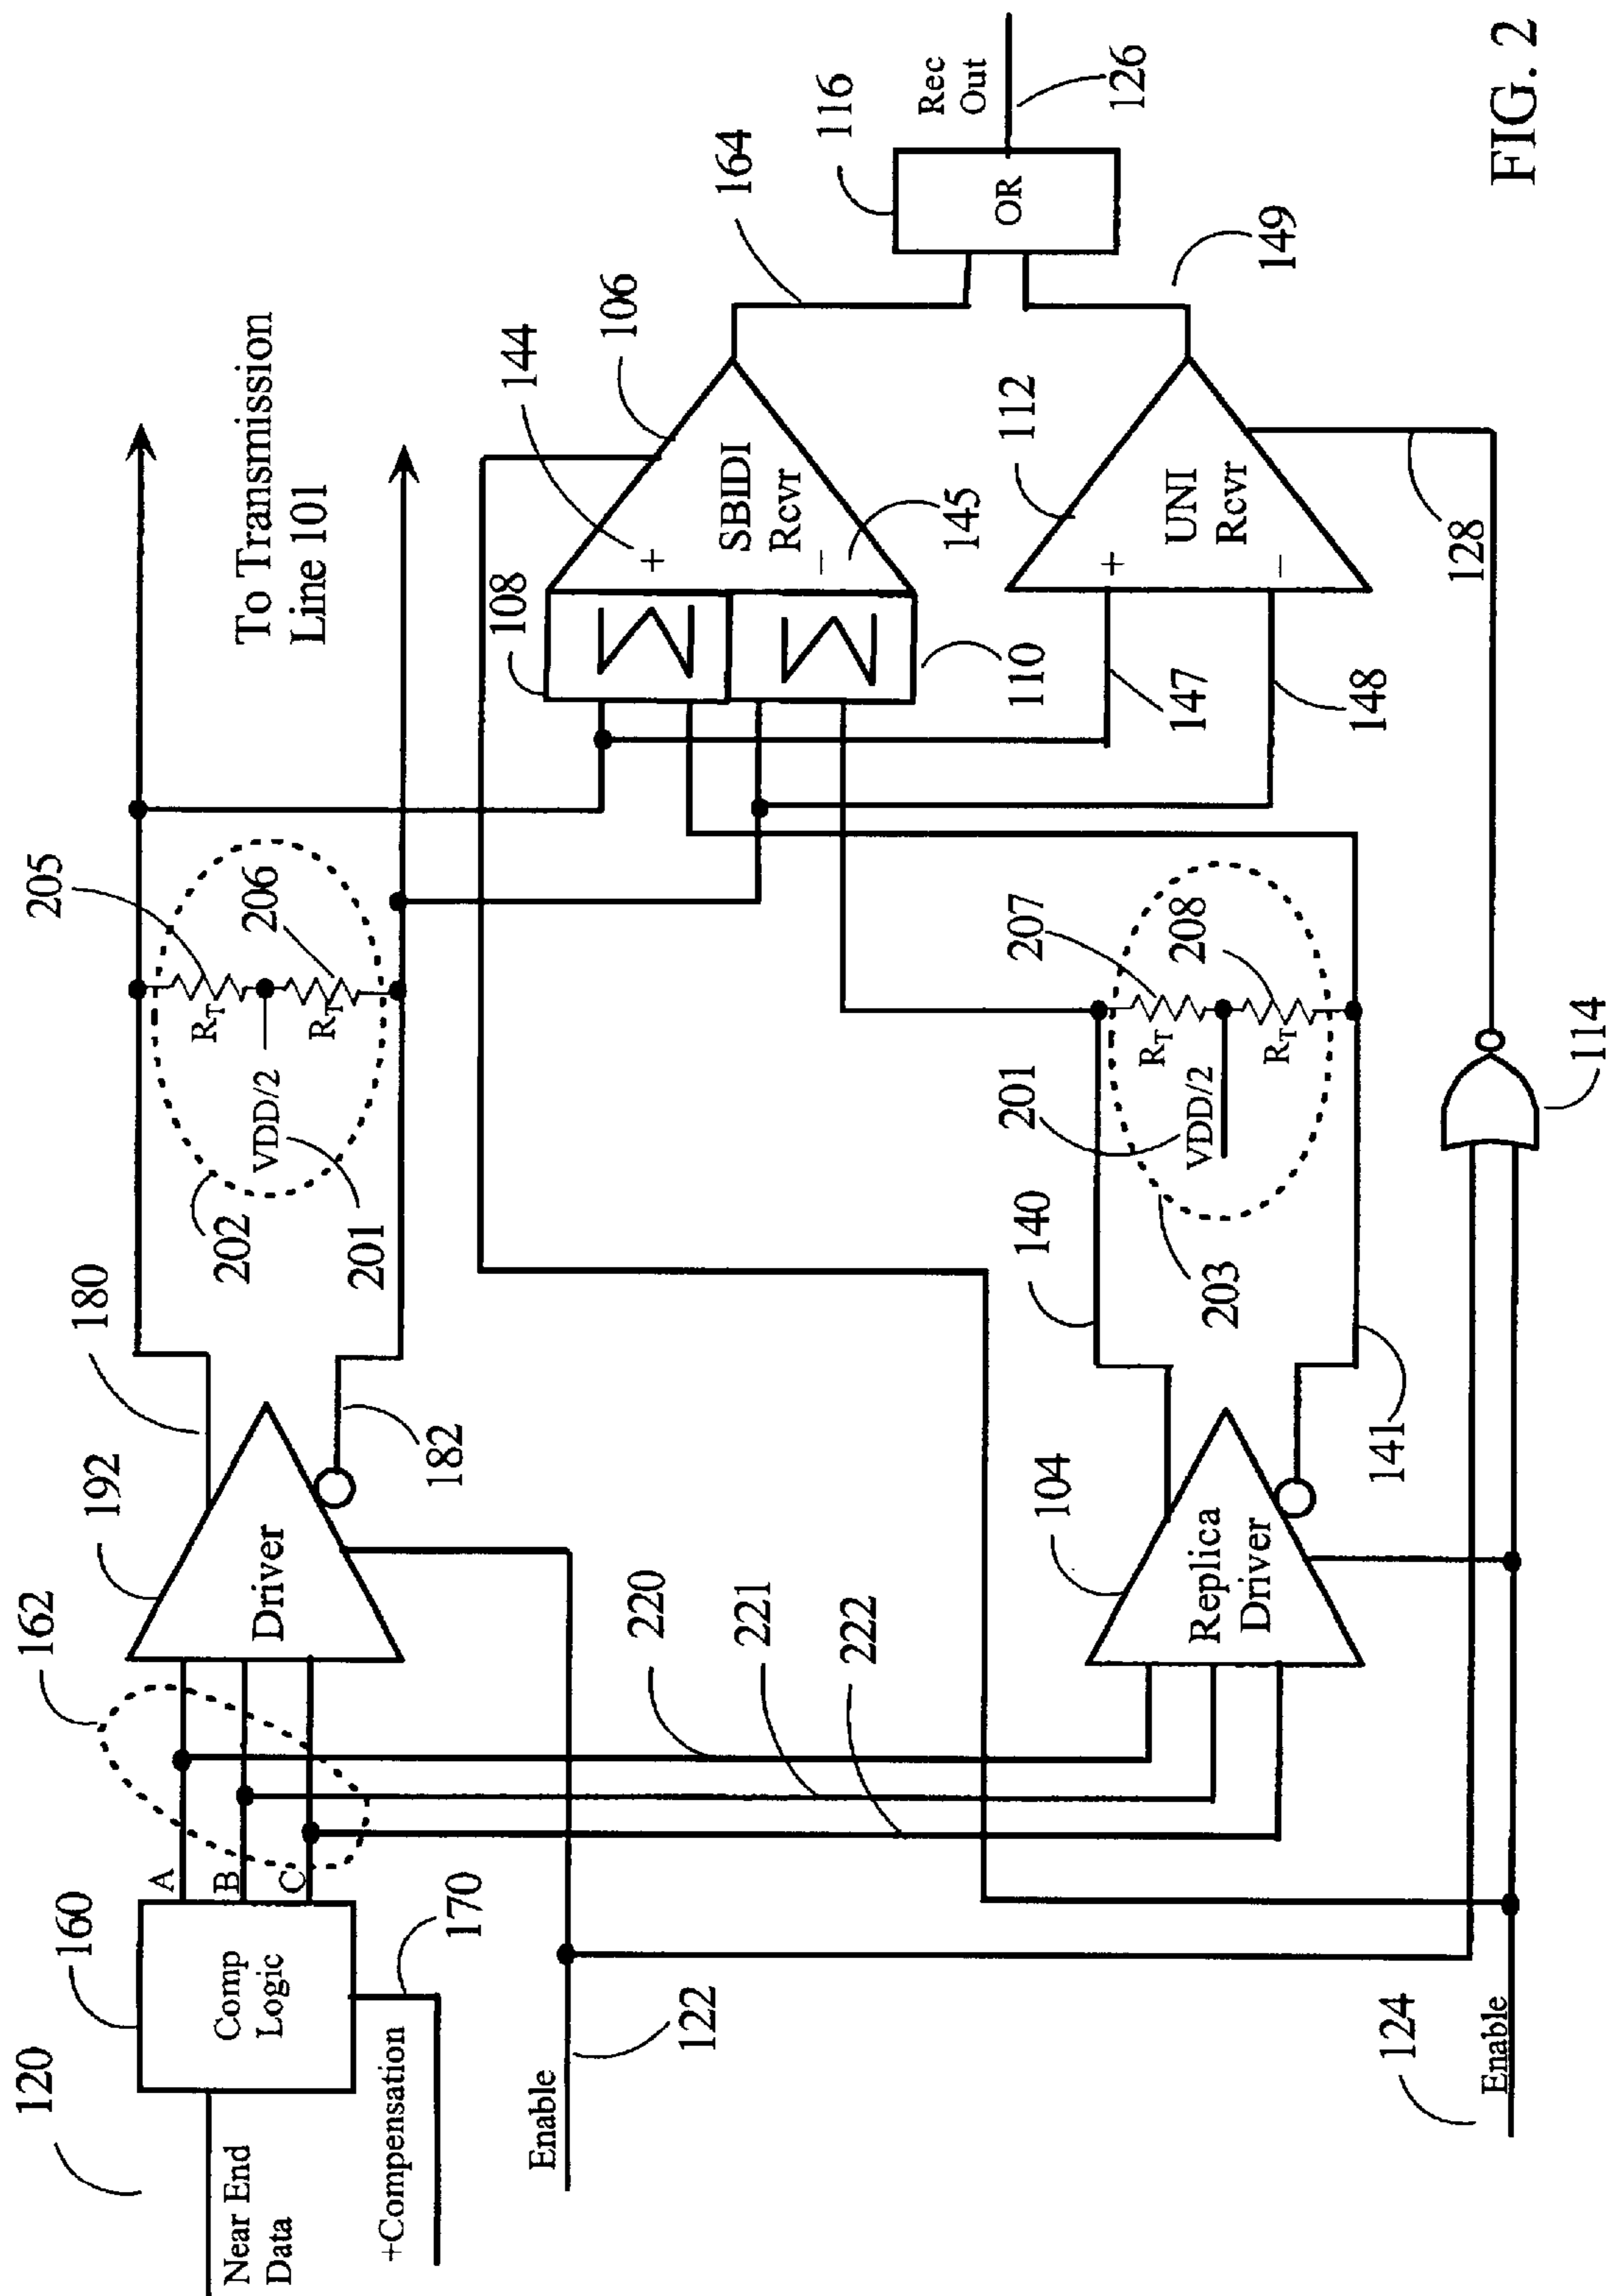 120
Near End
Data
160
Comp
Logic
+Compensation
170
A
B
C
162
192
Driver
180
182
202
VDD/2
201
RT
RT
205
206
To Transmission
Line 101
Enable
122
220
221
222
104
Replica
Driver
140
141
201
VDD/2
203
RT
RT
207
208
108
110
Σ
Σ
144
+
SBIDI
Rcvr
−
145
106
164
147
148
112
+
UNI
Rcvr
−
149
128
116
OR
Rec
Out
126
124
Enable
114
FIG. 2